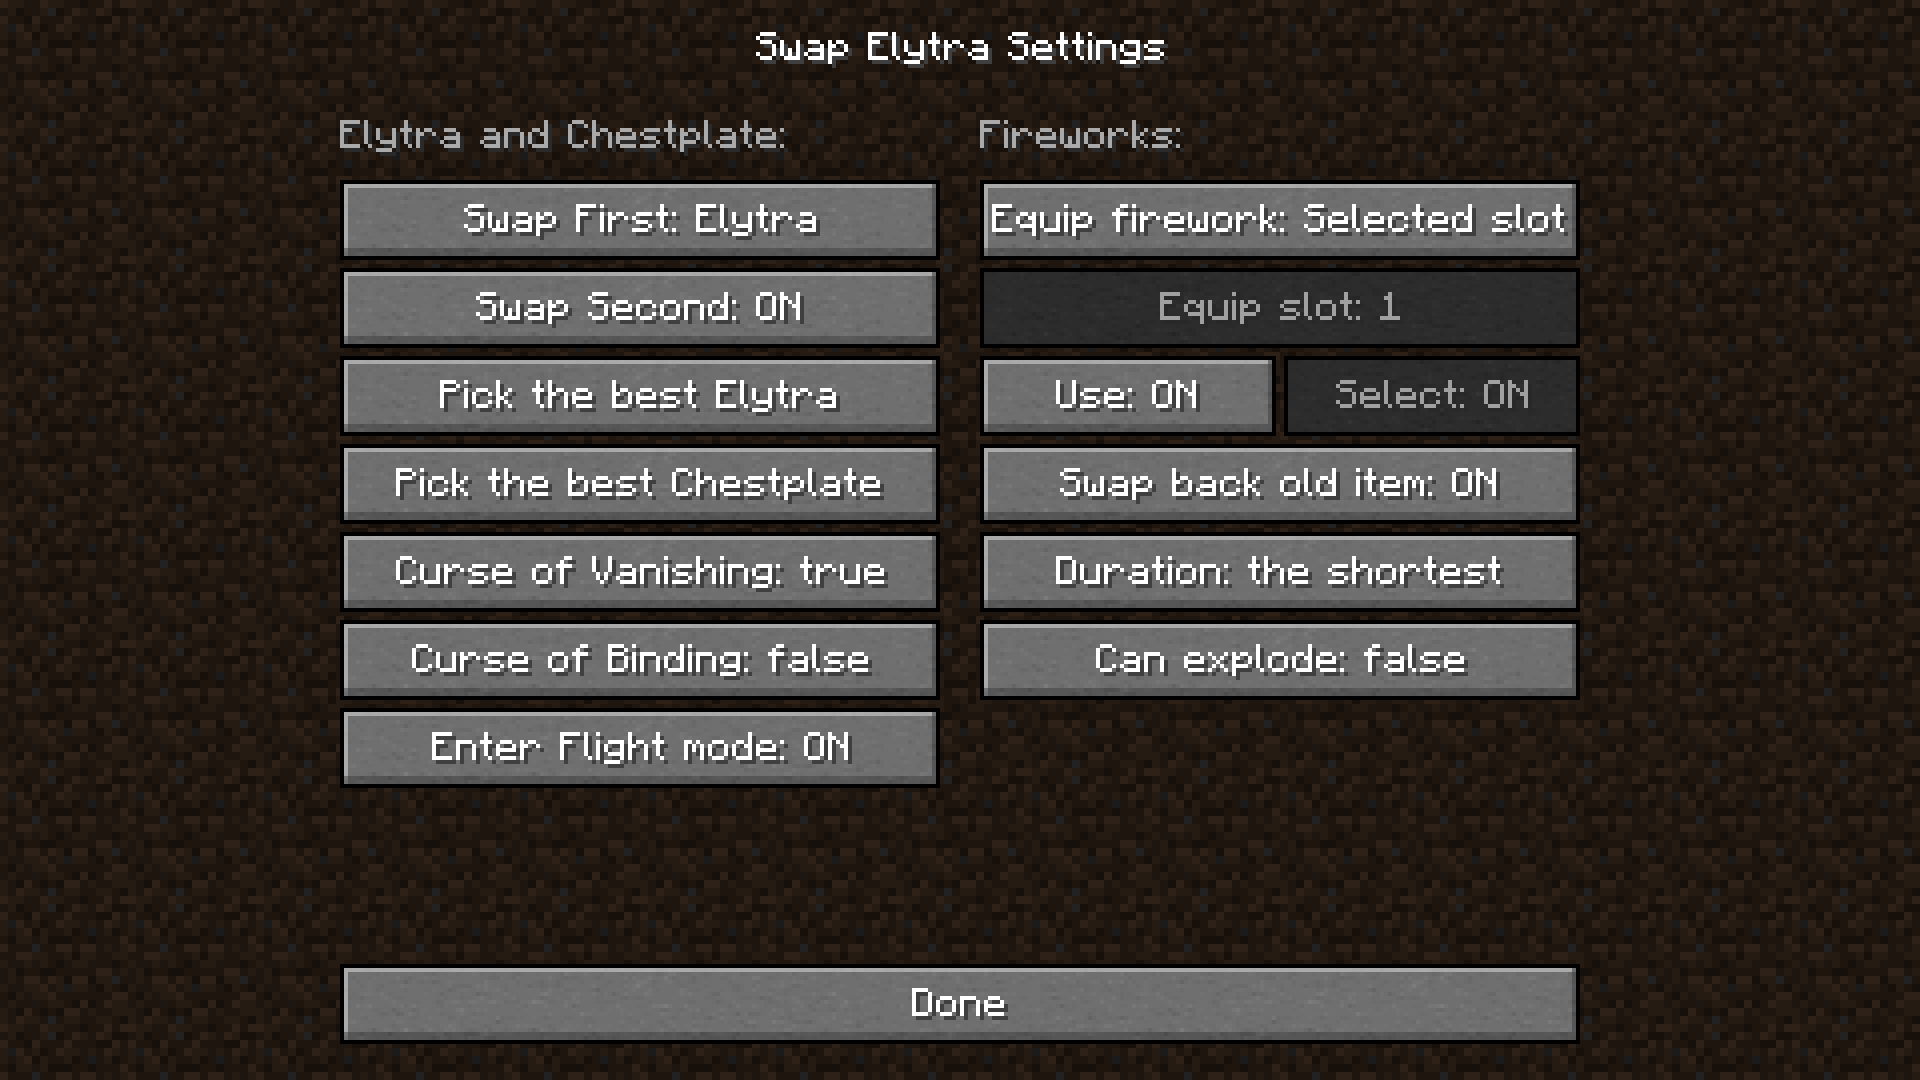 Swap Elytra Settings
Elytra and Chestplate:
Swap First: Elytra
Swap Second: ON
Pick the best Elytra
Pick the best Chestplate
Curse of Vanishing: true
Curse of Binding: false
Enter Flight mode: ON
Fireworks:
Equip firework: Selected slot
Equip slot: 1
Use: ON
Select: ON
Swap back old item: ON
Duration: the shortest
Can explode: false
Done